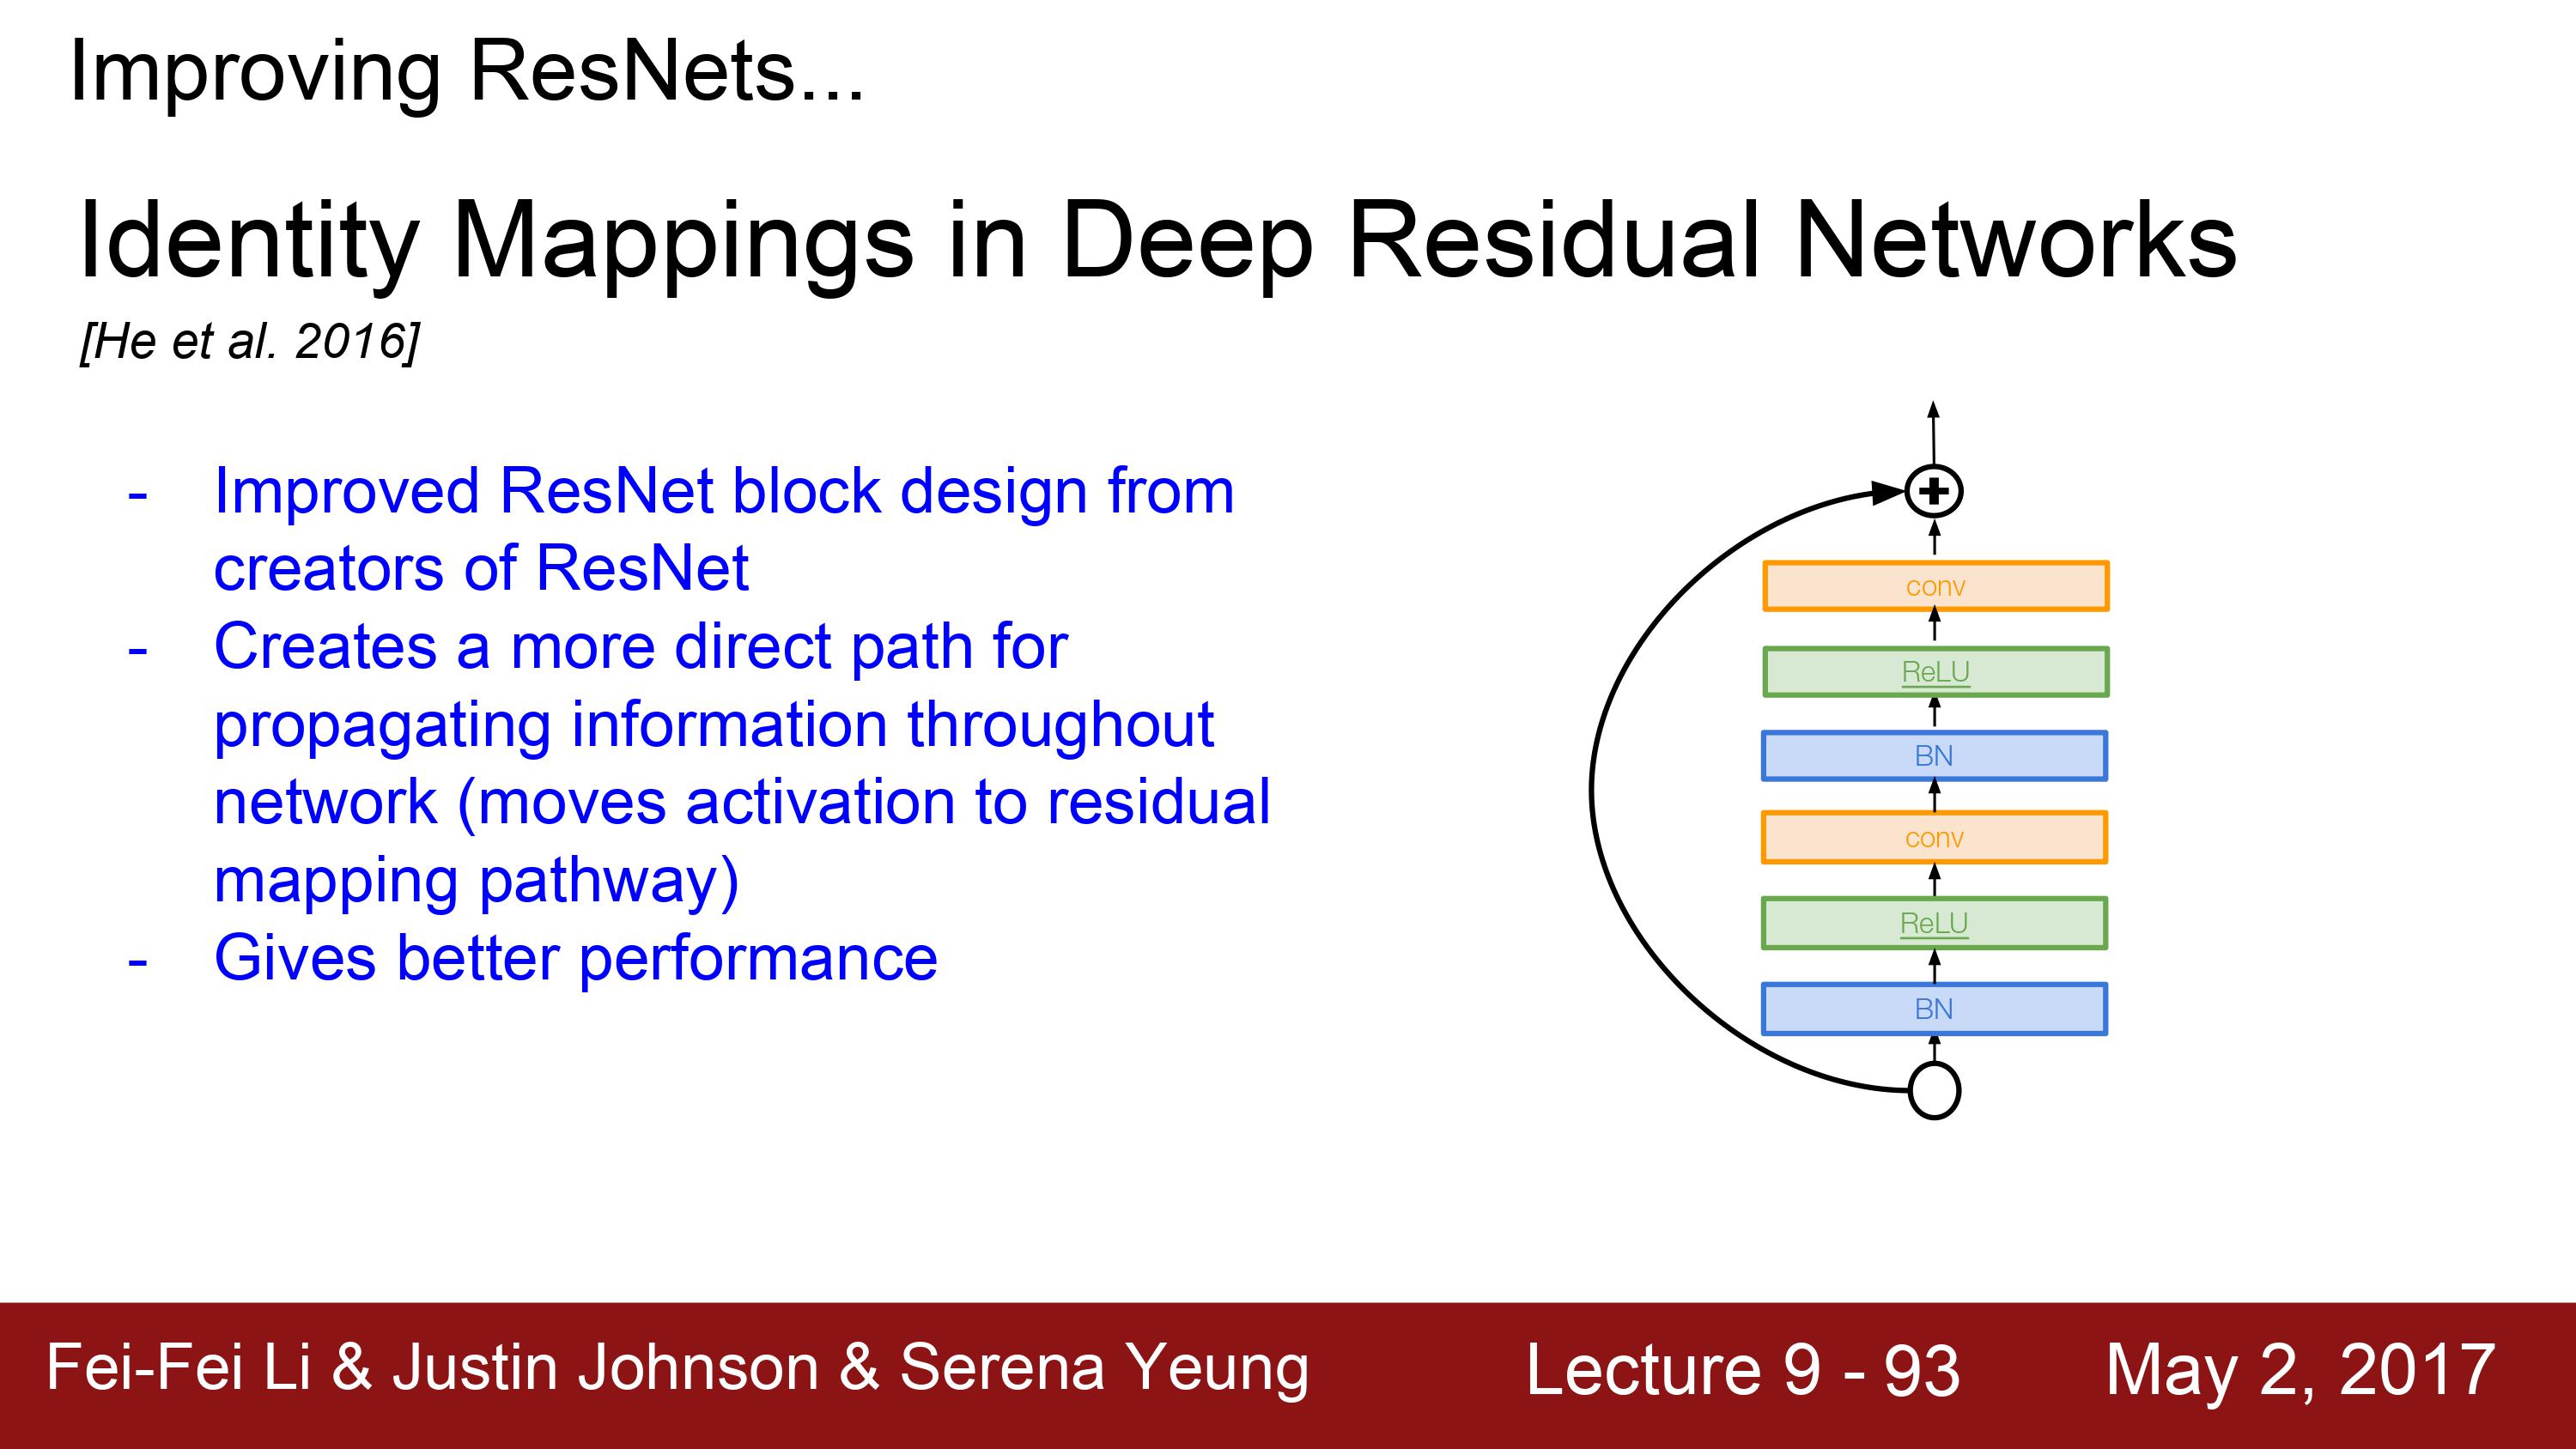 Improving ResNets...
Identity Mappings in Deep Residual Networks
[He et al. 2016]
- Improved ResNet block design from
creators of ResNet
- Creates a more direct path for
propagating information throughout
network (moves activation to residual
mapping pathway)
- Gives better performance
conv
ReLU
BN
conv
ReLU
BN
Fei-Fei Li & Justin Johnson & Serena Yeung
Lecture 9 - 93
May 2, 2017